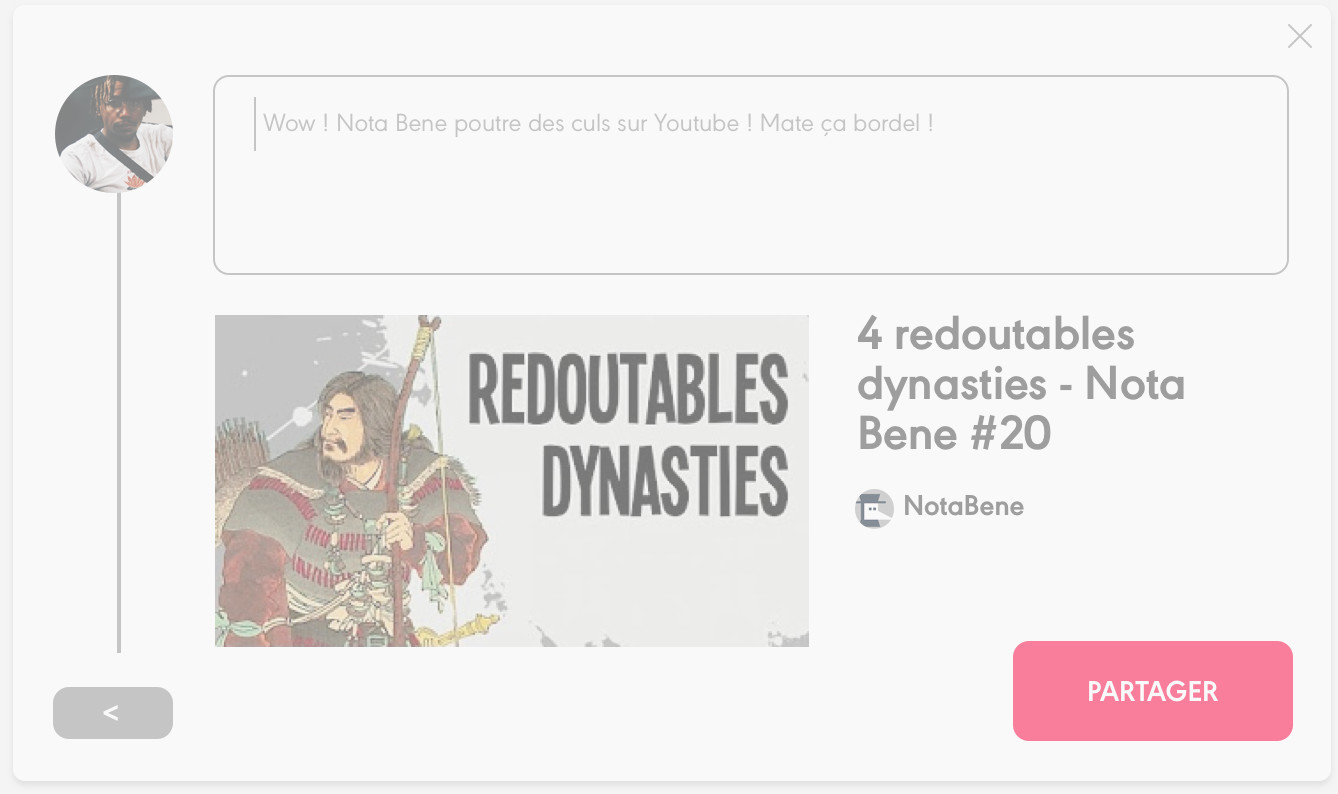 Wow ! Nota Bene poutre des culs sur Youtube ! Mate ça bordel !
REDOUTABLES
DYNASTIES
4 redoutables
dynasties - Nota
Bene #20
NotaBene
<
PARTAGER